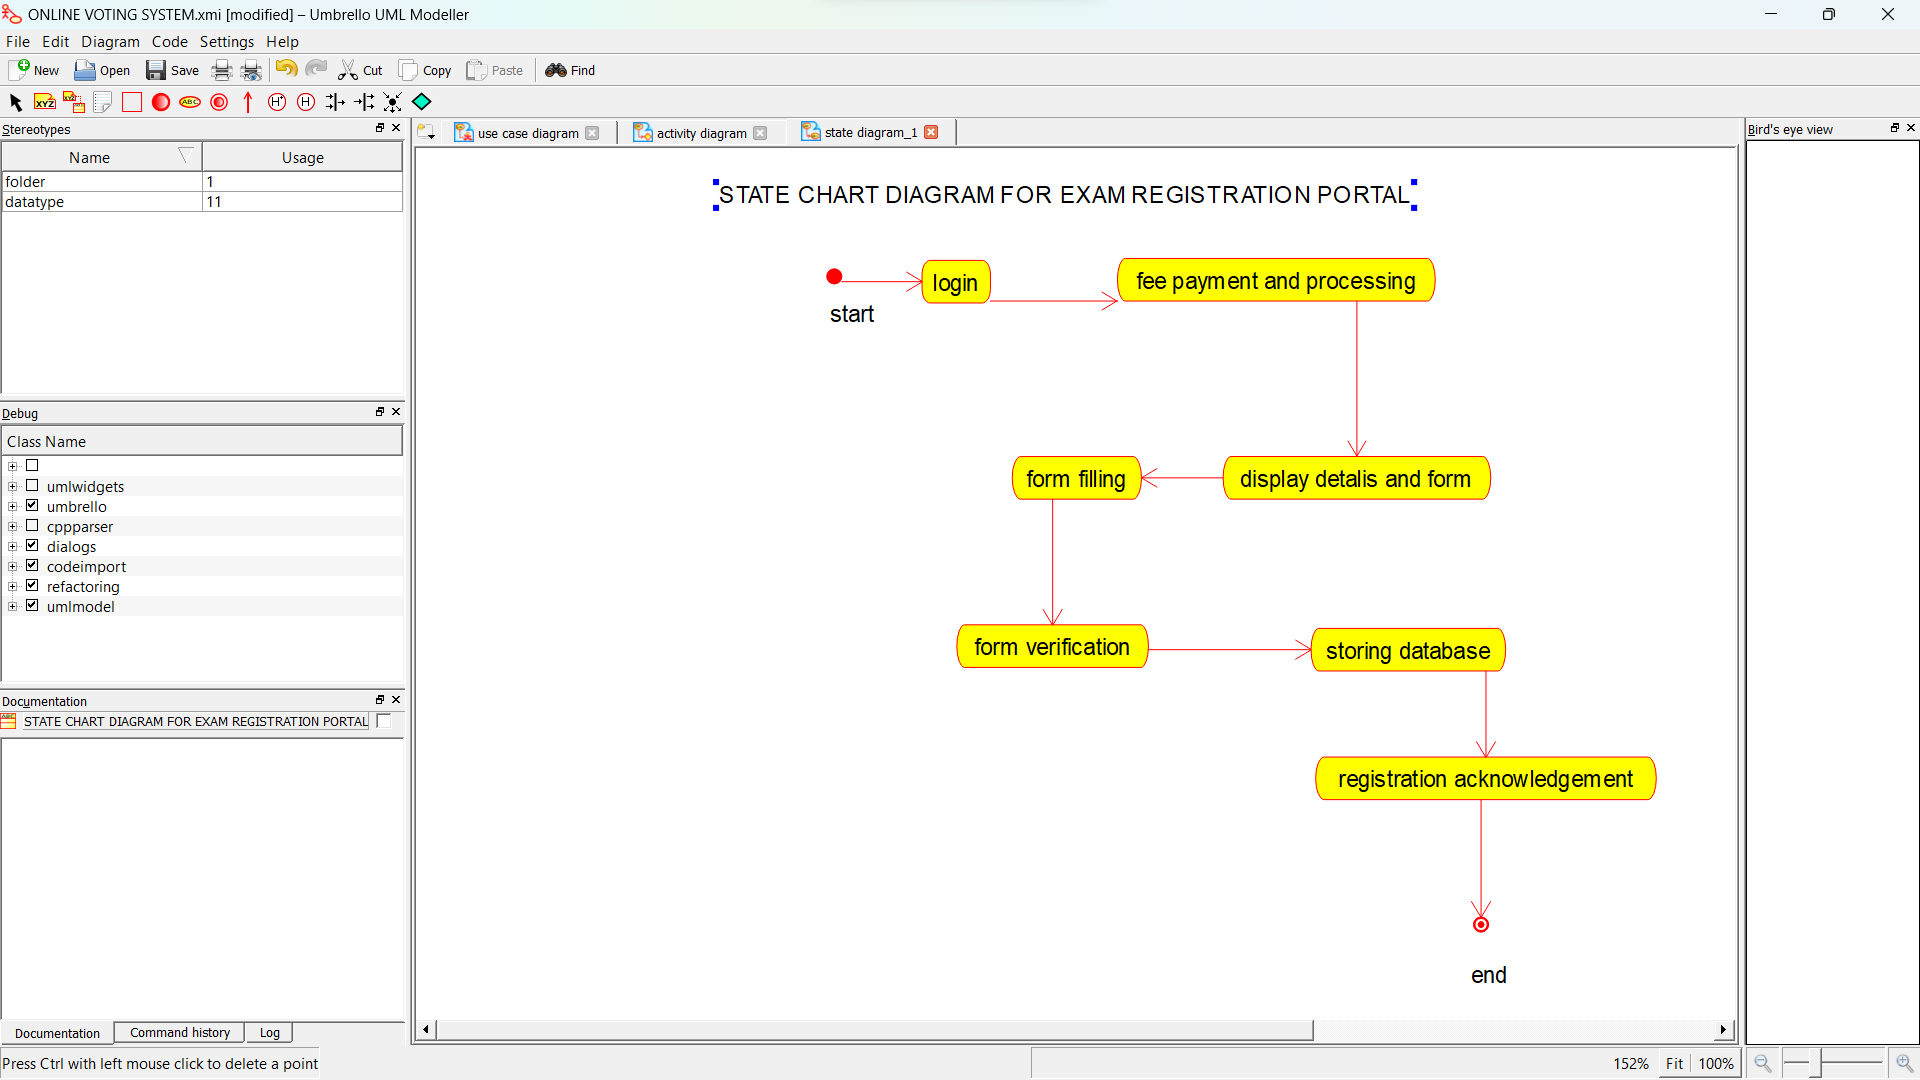 ONLINE VOTING SYSTEM.xmi [modified] – Umbrello UML Modeller
File Edit Diagram Code Settings Help
New Open Save Cut Copy Paste Find
XYZ XYZ ABC H* H
Stereotypes
Name Usage
folder 1
datatype 11
Debug
Class Name
umlwidgets
umbrello
cppparser
dialogs
codeimport
refactoring
umlmodel
Documentation
STATE CHART DIAGRAM FOR EXAM REGISTRATION PORTAL
Documentation Command history Log
Press Ctrl with left mouse click to delete a point
use case diagram activity diagram state diagram_1
STATE CHART DIAGRAM FOR EXAM REGISTRATION PORTAL
start
login
fee payment and processing
form filling
display detalis and form
form verification
storing database
registration acknowledgement
end
Bird's eye view
152% Fit 100%